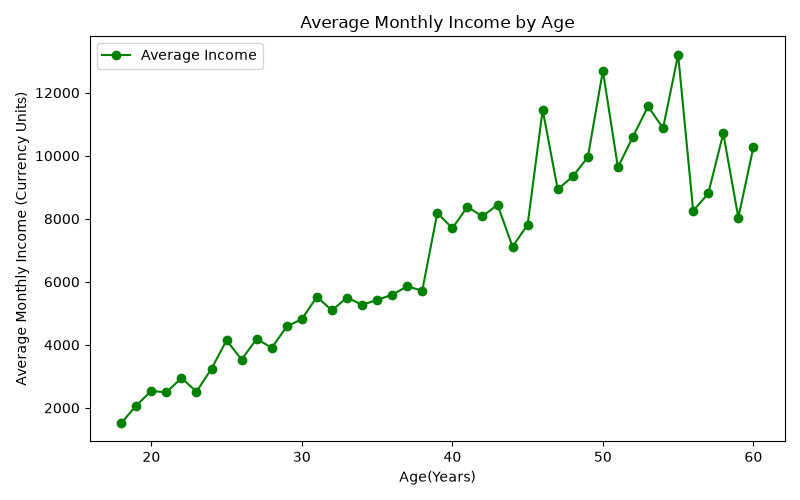 Average Monthly Income by Age
Average Income
Average Monthly Income (Currency Units)
12000
10000
8000
6000
4000
2000
20 30 40 50 60
Age(Years)